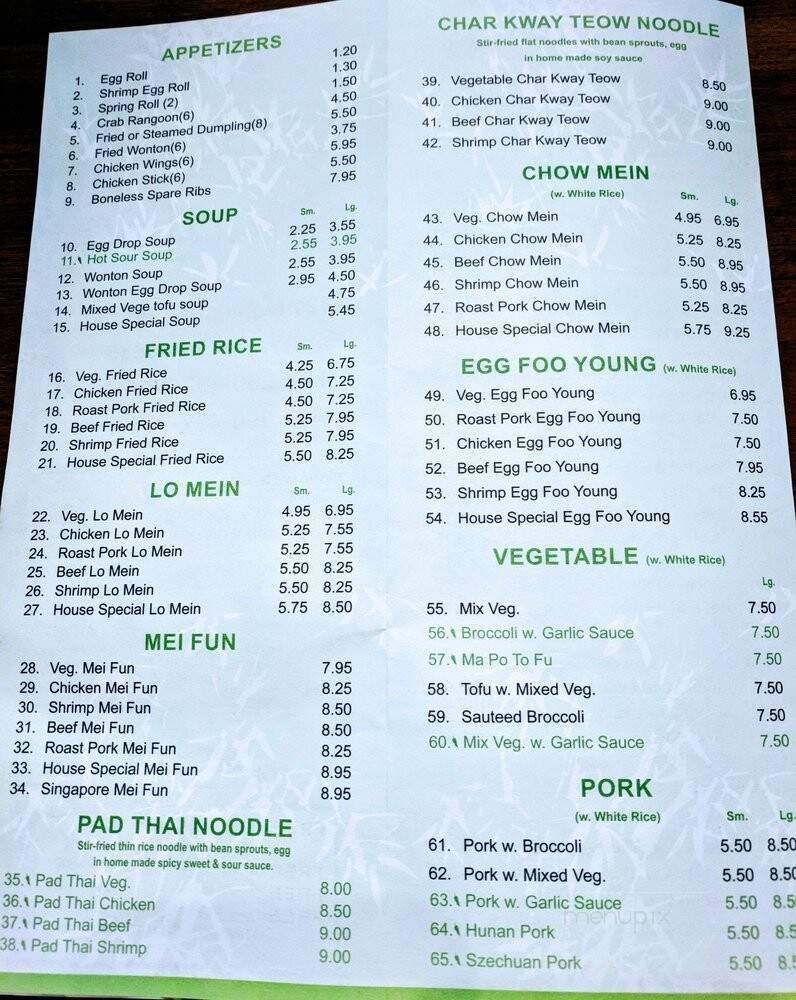 APPETIZERS
1. Egg Roll 1.20
2. Shrimp Egg Roll 1.30
3. Spring Roll (2) 1.50
4. Crab Rangoon(6) 4.50
5. Fried or Steamed Dumpling(8) 5.50
6. Fried Wonton(6) 3.75
7. Chicken Wings(6) 5.95
8. Chicken Stick(6) 5.50
9. Boneless Spare Ribs 7.95
SOUP Sm. Lg.
10. Egg Drop Soup 2.25 3.55
11. Hot Sour Soup 2.55 3.95
12. Wonton Soup 2.55 3.95
13. Wonton Egg Drop Soup 2.95 4.50
14. Mixed Vege tofu soup 4.75
15. House Special Soup 5.45
FRIED RICE Sm. Lg.
16. Veg. Fried Rice 4.25 6.75
17. Chicken Fried Rice 4.50 7.25
18. Roast Pork Fried Rice 4.50 7.25
19. Beef Fried Rice 5.25 7.95
20. Shrimp Fried Rice 5.25 7.95
21. House Special Fried Rice 5.50 8.25
LO MEIN Sm. Lg.
22. Veg. Lo Mein 4.95 6.95
23. Chicken Lo Mein 5.25 7.55
24. Roast Pork Lo Mein 5.25 7.55
25. Beef Lo Mein 5.50 8.25
26. Shrimp Lo Mein 5.50 8.25
27. House Special Lo Mein 5.75 8.50
MEI FUN
28. Veg. Mei Fun 7.95
29. Chicken Mei Fun 8.25
30. Shrimp Mei Fun 8.50
31. Beef Mei Fun 8.50
32. Roast Pork Mei Fun 8.25
33. House Special Mei Fun 8.95
34. Singapore Mei Fun 8.95
PAD THAI NOODLE
Stir-fried thin rice noodle with bean sprouts, egg
in home made spicy sweet & sour sauce.
35. Pad Thai Veg. 8.00
36. Pad Thai Chicken 8.50
37. Pad Thai Beef 9.00
38. Pad Thai Shrimp 9.00
CHAR KWAY TEOW NOODLE
Stir-fried flat noodles with bean sprouts, egg
in home made soy sauce
39. Vegetable Char Kway Teow 8.50
40. Chicken Char Kway Teow 9.00
41. Beef Char Kway Teow 9.00
42. Shrimp Char Kway Teow 9.00
CHOW MEIN
(w. White Rice) Sm. Lg.
43. Veg. Chow Mein 4.95 6.95
44. Chicken Chow Mein 5.25 8.25
45. Beef Chow Mein 5.50 8.95
46. Shrimp Chow Mein 5.50 8.95
47. Roast Pork Chow Mein 5.25 8.25
48. House Special Chow Mein 5.75 9.25
EGG FOO YOUNG (w. White Rice)
49. Veg. Egg Foo Young 6.95
50. Roast Pork Egg Foo Young 7.50
51. Chicken Egg Foo Young 7.50
52. Beef Egg Foo Young 7.95
53. Shrimp Egg Foo Young 8.25
54. House Special Egg Foo Young 8.55
VEGETABLE (w. White Rice)
Lg.
55. Mix Veg. 7.50
56. Broccoli w. Garlic Sauce 7.50
57. Ma Po To Fu 7.50
58. Tofu w. Mixed Veg. 7.50
59. Sauteed Broccoli 7.50
60. Mix Veg. w. Garlic Sauce 7.50
PORK
(w. White Rice) Sm. Lg.
61. Pork w. Broccoli 5.50 8.50
62. Pork w. Mixed Veg. 5.50 8.50
63. Pork w. Garlic Sauce 5.50 8.5
menupix
64. Hunan Pork 5.50 8.5
65. Szechuan Pork 5.50 8.